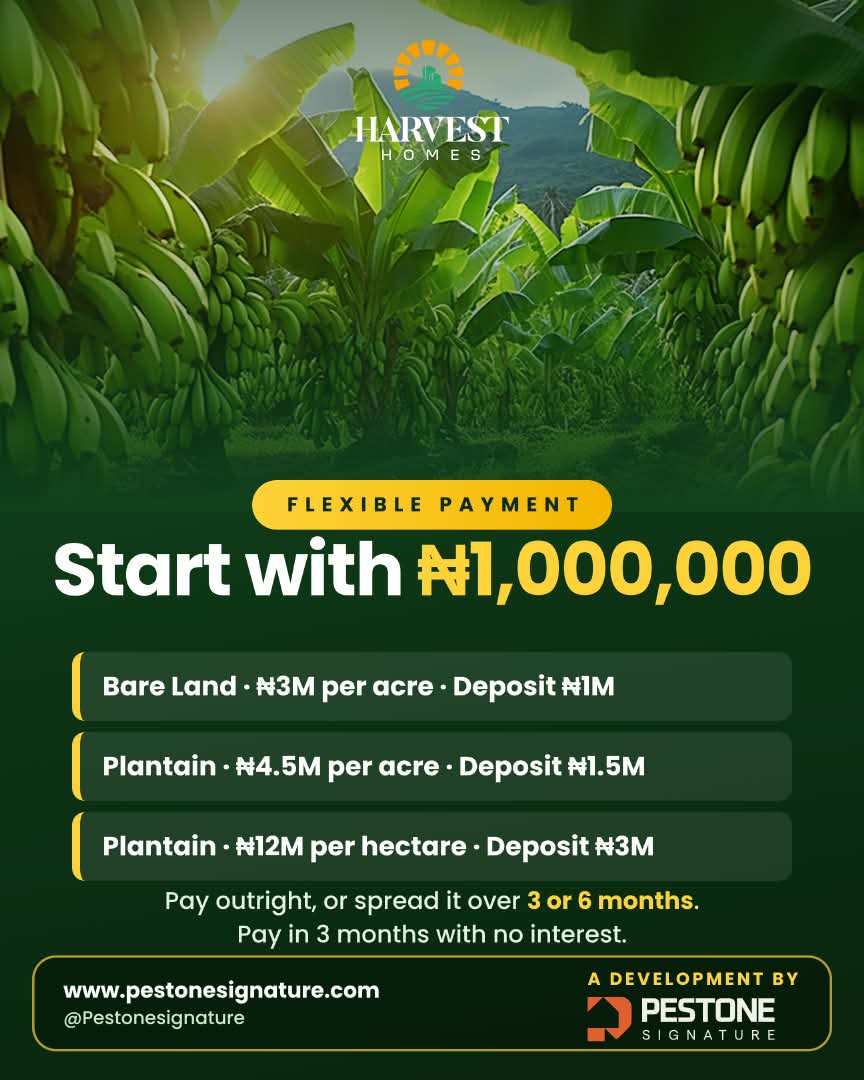 HARVEST
HOMES
FLEXIBLE PAYMENT
Start with ₦1,000,000
Bare Land · ₦3M per acre · Deposit ₦1M
Plantain · ₦4.5M per acre · Deposit ₦1.5M
Plantain · ₦12M per hectare · Deposit ₦3M
Pay outright, or spread it over 3 or 6 months.
Pay in 3 months with no interest.
www.pestonesignature.com
@Pestonesignature
A DEVELOPMENT BY
PESTONE
SIGNATURE